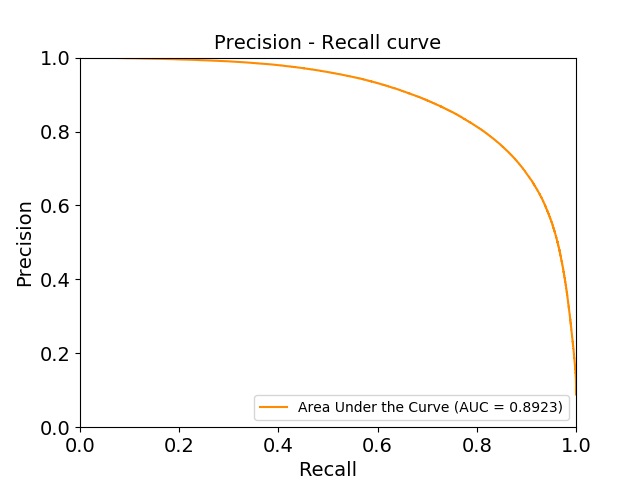 Precision - Recall curve
1.0
0.8
0.6
0.4
0.2
0.0
Precision
Area Under the Curve (AUC = 0.8923)
0.0 0.2 0.4 0.6 0.8 1.0
Recall